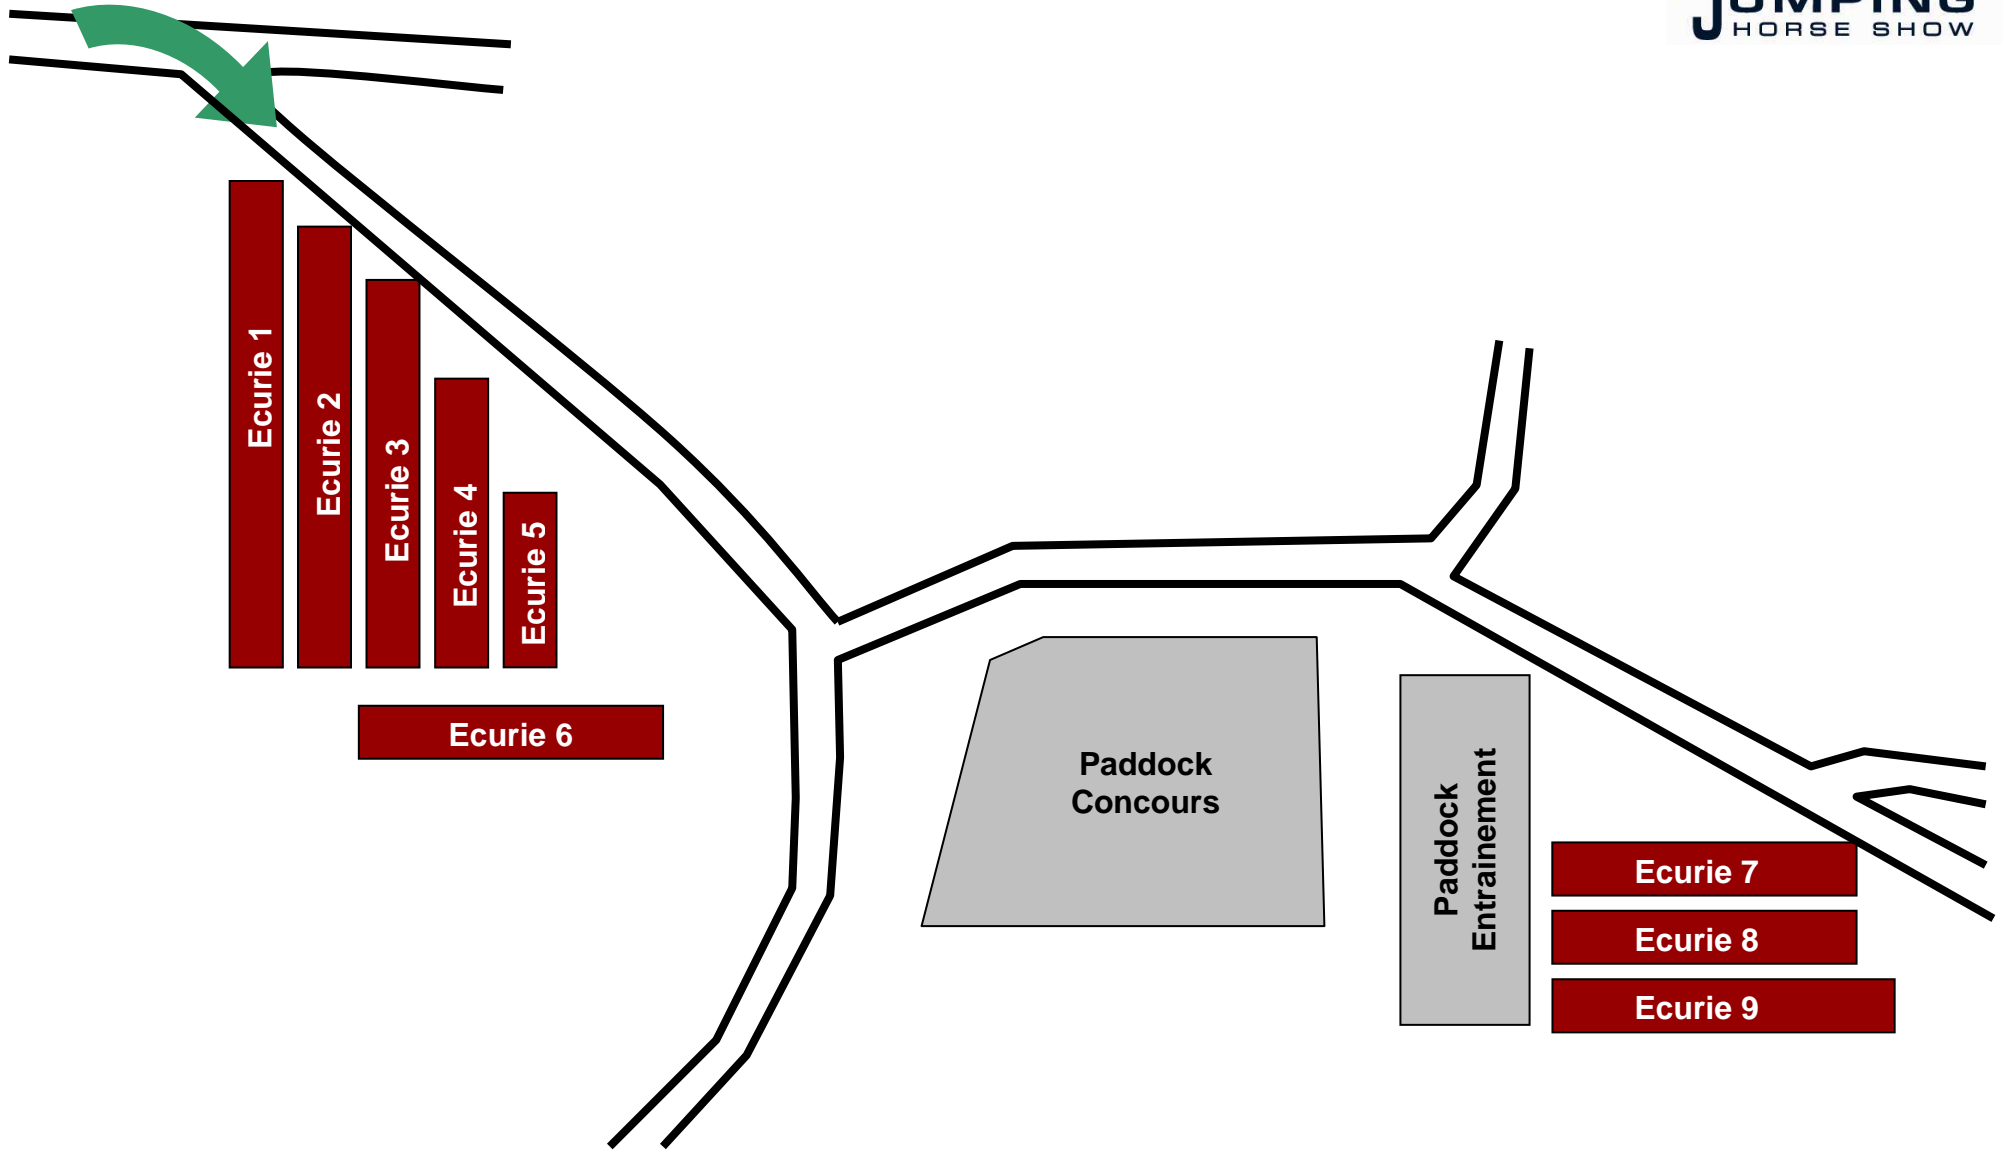 JUMPING
HORSE SHOW
Ecurie 1
Ecurie 2
Ecurie 3
Ecurie 4
Ecurie 5
Ecurie 6
Paddock
Concours
Paddock
Entrainement
Ecurie 7
Ecurie 8
Ecurie 9